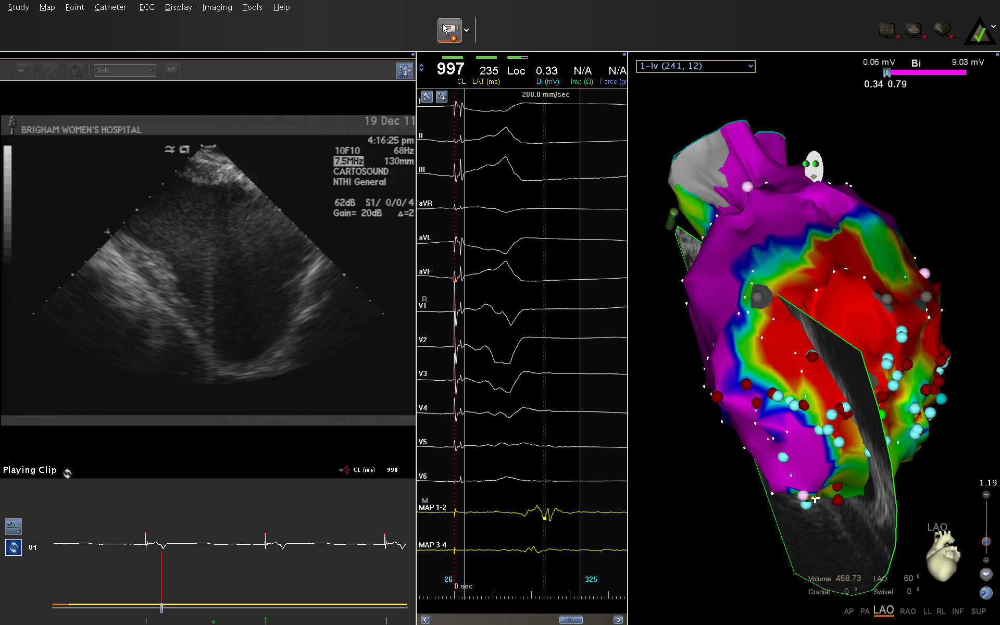 Study Map Point Catheter ECG Display Imaging Tools Help
1-lv
BRIGHAM WOMEN'S HOSPITAL
19 Dec 11
4:16:25 pm
10F10 68Hz
7.5MHz 130mm
CARTOSOUND
NTHI General
62dB S1/ 0/0/4
Gain= 20dB Δ=2
Playing Clip
CL (ms) 998
V1
997 235 Loc 0.33 N/A N/A
CL LAT (ms) Bi (mV) Imp (Ω) Force (gr
200.0 mm/sec
I
II
III
aVR
aVL
aVF
R
V1
V2
V3
V4
V5
V6
M
MAP 1-2
MAP 3-4
26 325
0 sec
1-lv (241, 12)
0.06 mV Bi 9.03 mV
0.34 0.79
1.19
LAO
Volume: 458.73 LAO: 60 °
Cranial: 0 ° Swivel: 0 °
AP PA LAO RAO LL RL INF SUP